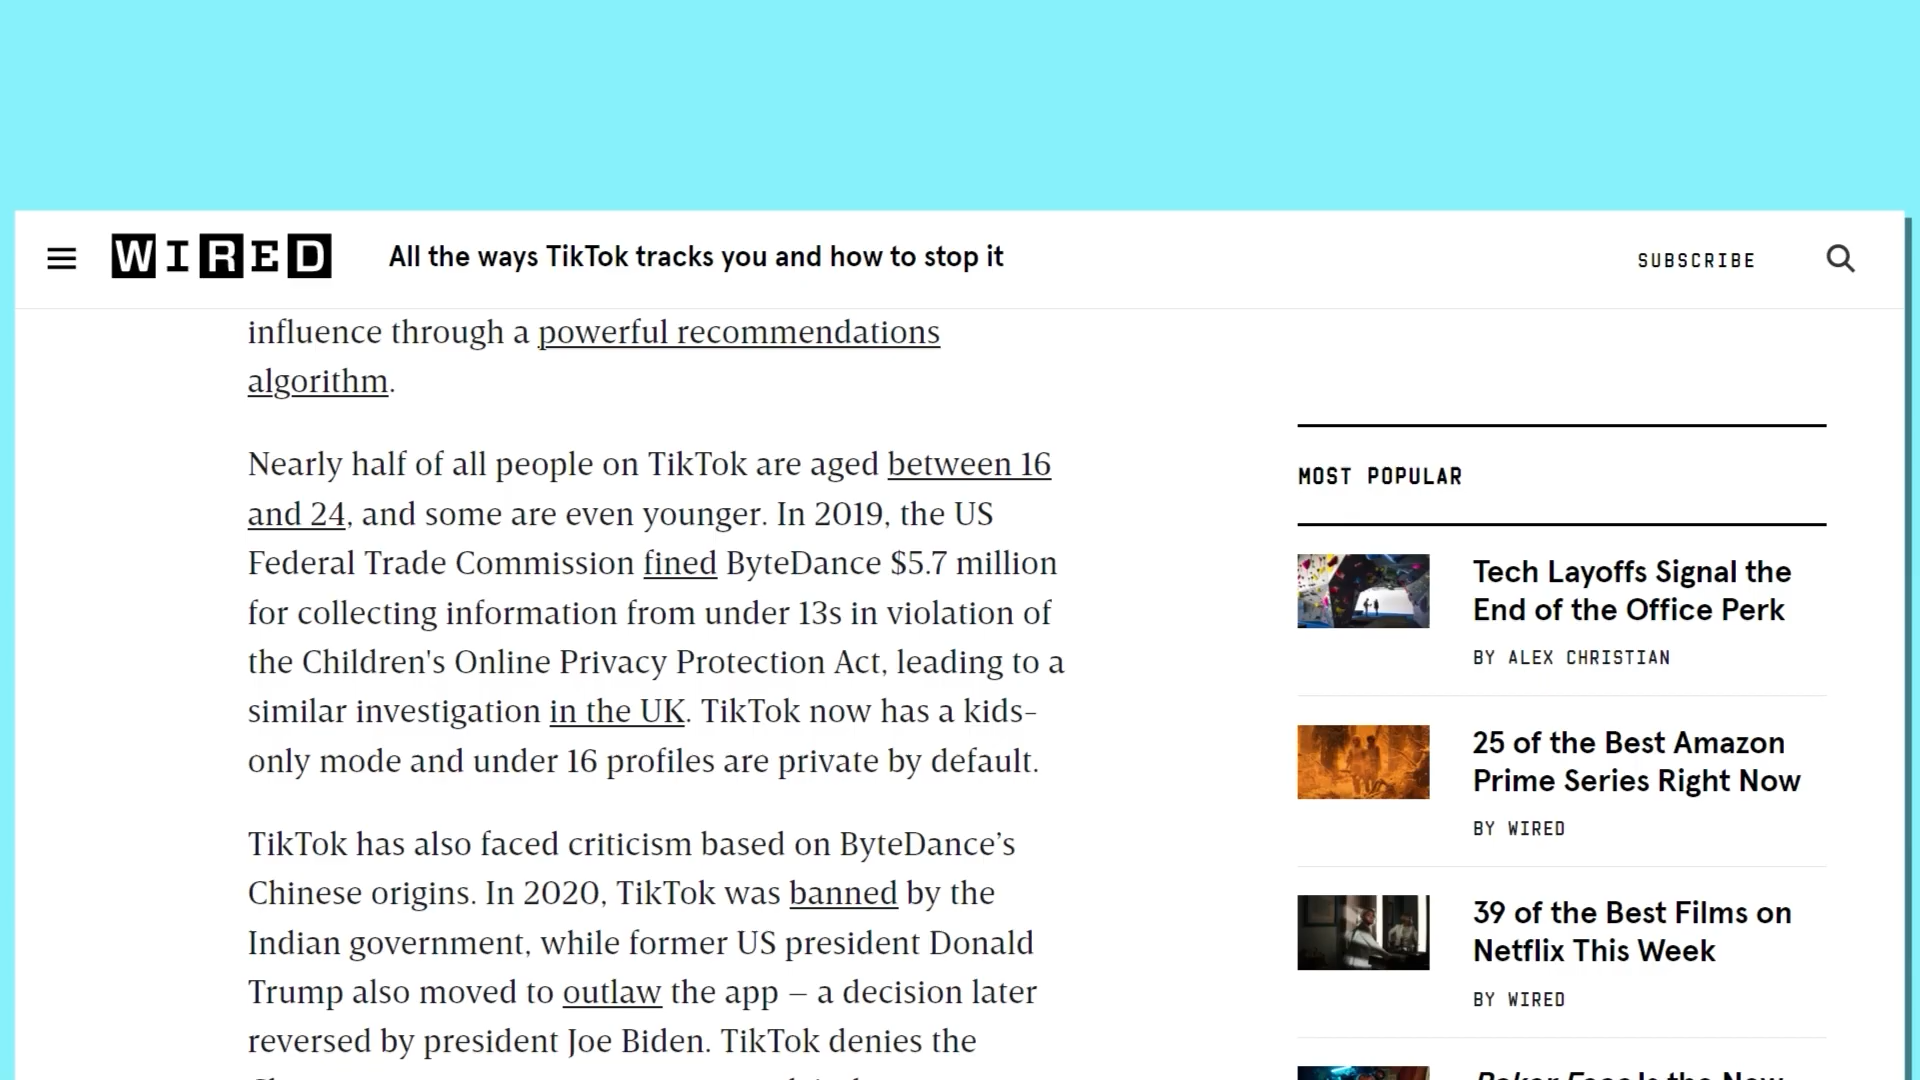 WIRED
All the ways TikTok tracks you and how to stop it
SUBSCRIBE
influence through a powerful recommendations
algorithm.
Nearly half of all people on TikTok are aged between 16
and 24, and some are even younger. In 2019, the US
Federal Trade Commission fined ByteDance $5.7 million
for collecting information from under 13s in violation of
the Children's Online Privacy Protection Act, leading to a
similar investigation in the UK. TikTok now has a kids-
only mode and under 16 profiles are private by default.
TikTok has also faced criticism based on ByteDance’s
Chinese origins. In 2020, TikTok was banned by the
Indian government, while former US president Donald
Trump also moved to outlaw the app – a decision later
reversed by president Joe Biden. TikTok denies the
MOST POPULAR
Tech Layoffs Signal the
End of the Office Perk
BY ALEX CHRISTIAN
25 of the Best Amazon
Prime Series Right Now
BY WIRED
39 of the Best Films on
Netflix This Week
BY WIRED
Poker Face Is the New